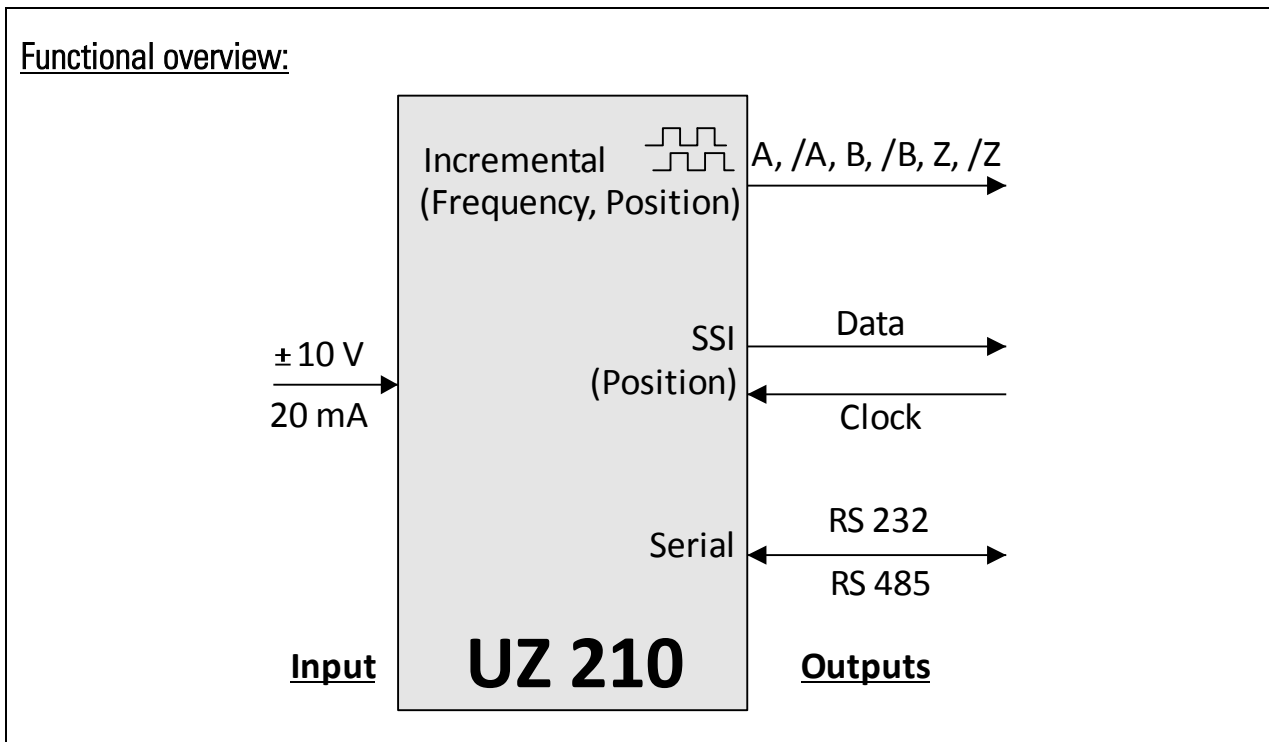 Functional overview:
Incremental
(Frequency, Position)
A, /A, B, /B, Z, /Z
± 10 V
20 mA
SSI
(Position)
Data
Clock
Serial
RS 232
RS 485
Input
UZ 210
Outputs